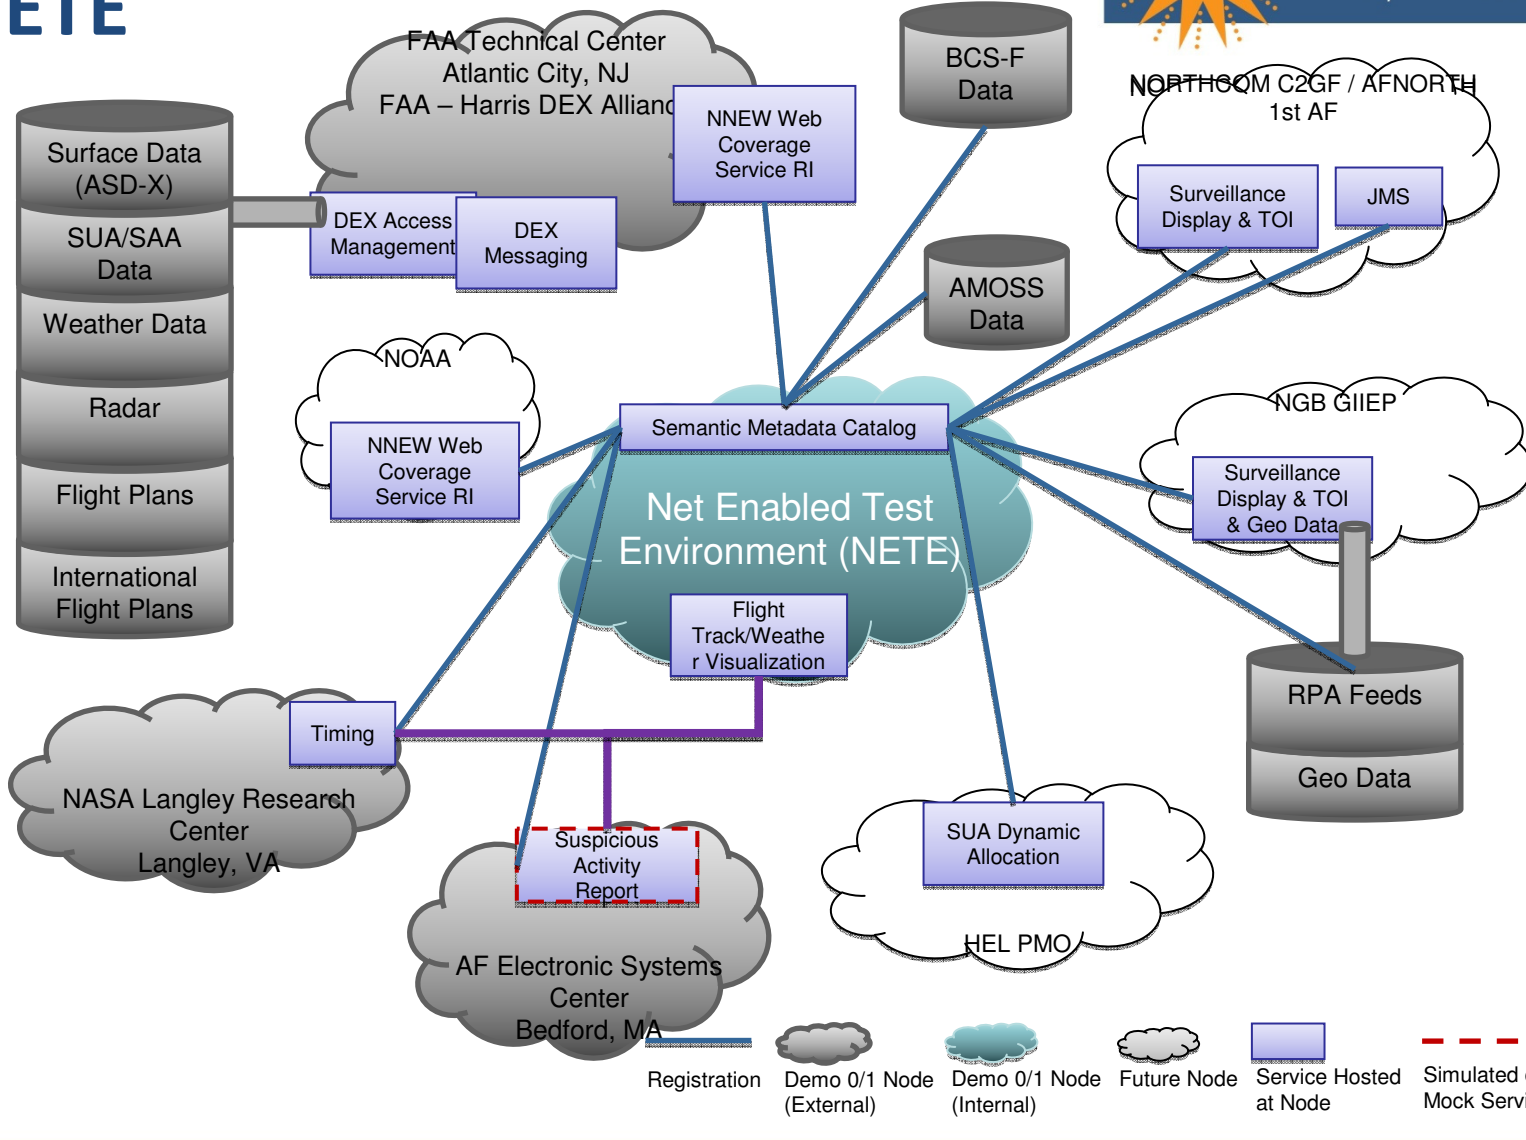 ETE
FAA Technical Center
Atlantic City, NJ
FAA – Harris DEX Alliance
NNEW Web
Coverage
Service RI
DEX Access
Management
DEX
Messaging
BCS-F
Data
AMOSS
Data
NORTHCOM C2GF / AFNORTH
1st AF
Surveillance
Display & TOI
JMS
Surface Data
(ASD-X)
SUA/SAA
Data
Weather Data
Radar
Flight Plans
International
Flight Plans
NOAA
NNEW Web
Coverage
Service RI
Semantic Metadata Catalog
Net Enabled Test
Environment (NETE)
Flight
Track/Weathe
r Visualization
NGB GIIEP
Surveillance
Display & TOI
& Geo Data
RPA Feeds
Geo Data
Timing
NASA Langley Research
Center
Langley, VA
Suspicious
Activity
Report
AF Electronic Systems
Center
Bedford, MA
SUA Dynamic
Allocation
HEL PMO
Registration
Demo 0/1 Node
(External)
Demo 0/1 Node
(Internal)
Future Node
Service Hosted
at Node
Simulated
Mock Servi